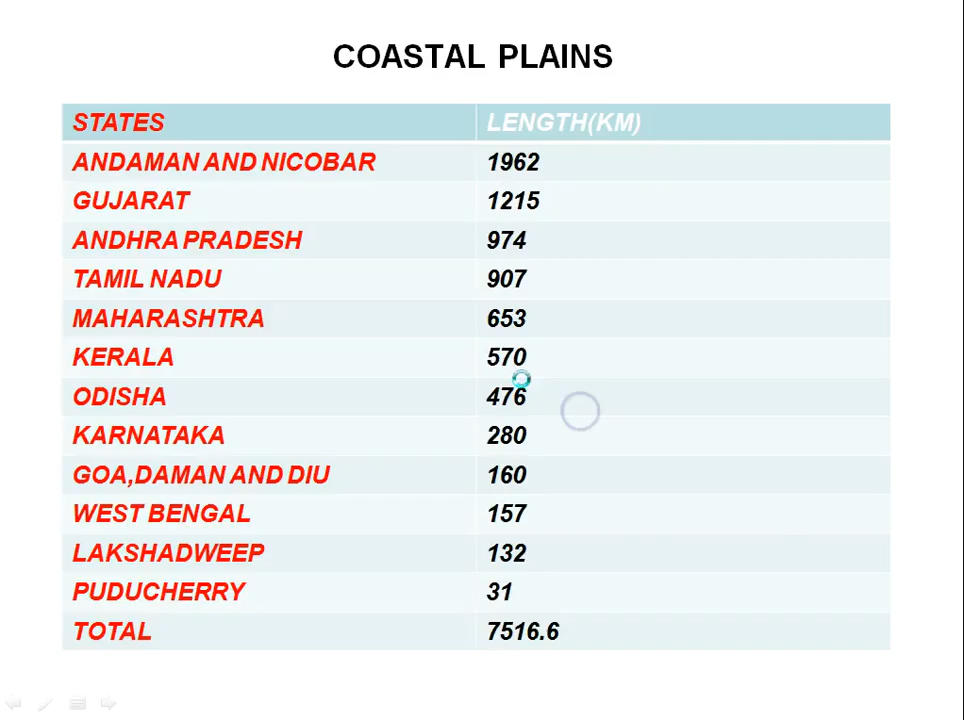 COASTAL PLAINS
STATES LENGTH(KM)
ANDAMAN AND NICOBAR 1962
GUJARAT 1215
ANDHRA PRADESH 974
TAMIL NADU 907
MAHARASHTRA 653
KERALA 570
ODISHA 476
KARNATAKA 280
GOA,DAMAN AND DIU 160
WEST BENGAL 157
LAKSHADWEEP 132
PUDUCHERRY 31
TOTAL 7516.6